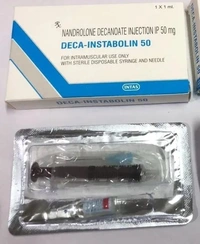 1 X 1 ml
NANDROLONE DECANOATE INJECTION IP 50 mg
DECA-INSTABOLIN 50
FOR INTRAMUSCULAR USE ONLY
WITH STERILE DISPOSABLE SYRINGE AND NEEDLE
INTAS
DECA-INSTABOLIN 50